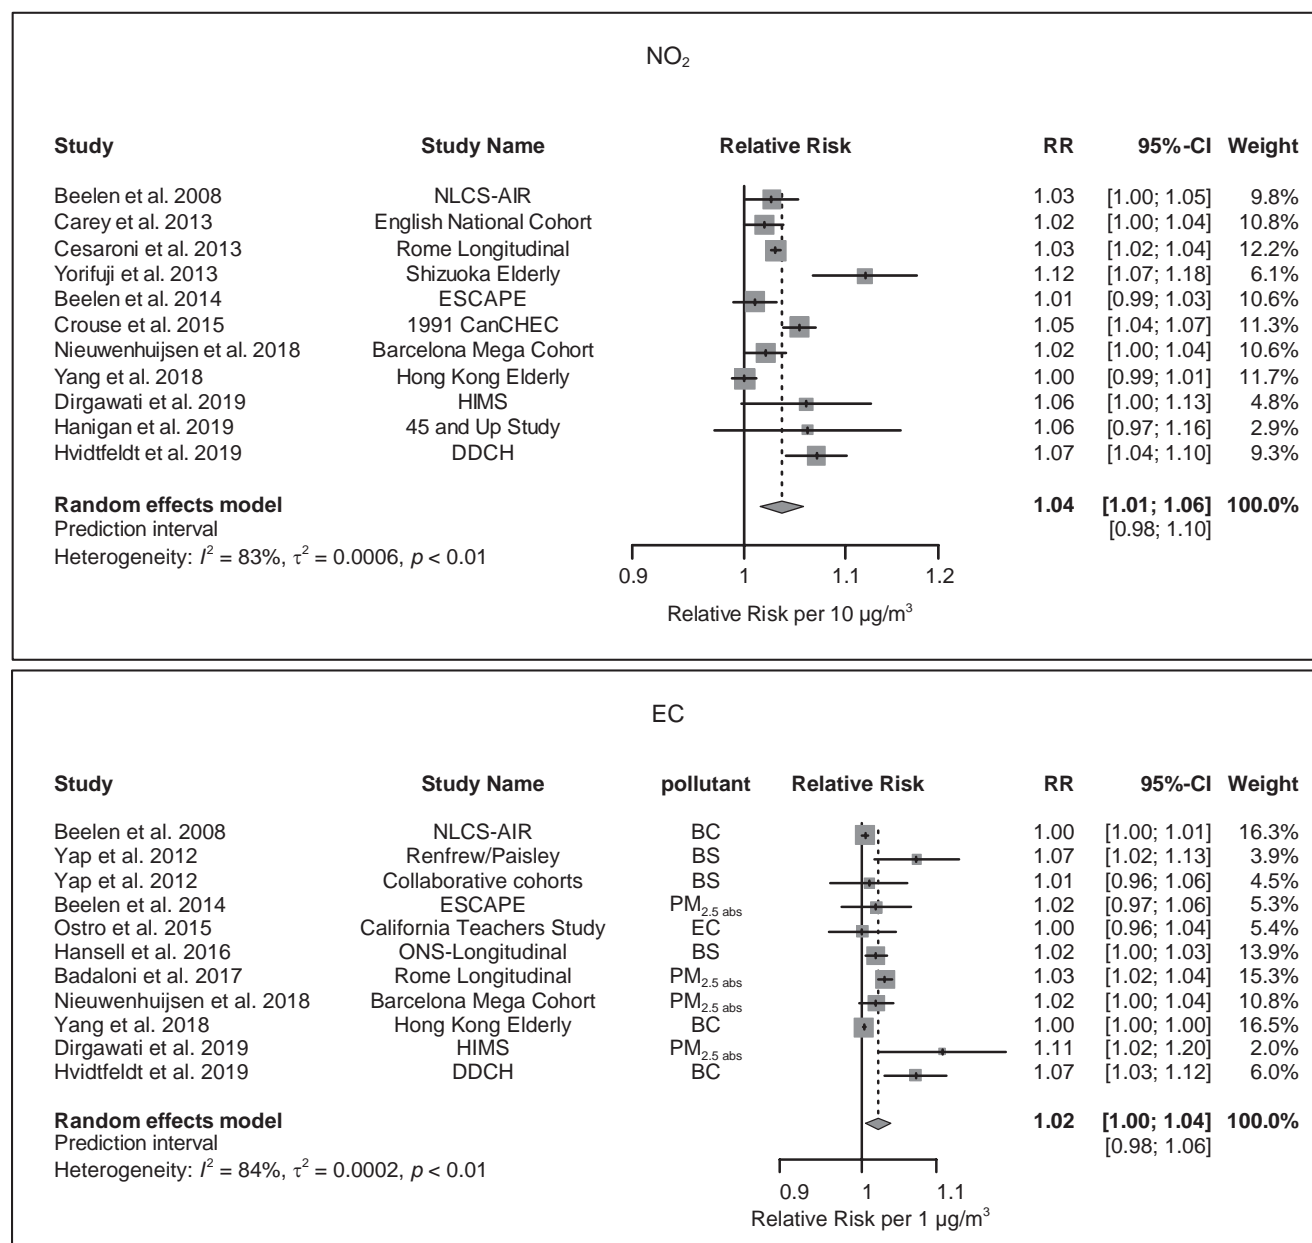 NO₂
Study Study Name Relative Risk RR 95%-CI Weight
Beelen et al. 2008 NLCS-AIR 1.03 [1.00; 1.05] 9.8%
Carey et al. 2013 English National Cohort 1.02 [1.00; 1.04] 10.8%
Cesaroni et al. 2013 Rome Longitudinal 1.03 [1.02; 1.04] 12.2%
Yorifuji et al. 2013 Shizuoka Elderly 1.12 [1.07; 1.18] 6.1%
Beelen et al. 2014 ESCAPE 1.01 [0.99; 1.03] 10.6%
Crouse et al. 2015 1991 CanCHEC 1.05 [1.04; 1.07] 11.3%
Nieuwenhuijsen et al. 2018 Barcelona Mega Cohort 1.02 [1.00; 1.04] 10.6%
Yang et al. 2018 Hong Kong Elderly 1.00 [0.99; 1.01] 11.7%
Dirgawati et al. 2019 HIMS 1.06 [1.00; 1.13] 4.8%
Hanigan et al. 2019 45 and Up Study 1.06 [0.97; 1.16] 2.9%
Hvidtfeldt et al. 2019 DDCH 1.07 [1.04; 1.10] 9.3%
Random effects model 1.04 [1.01; 1.06] 100.0%
Prediction interval [0.98; 1.10]
Heterogeneity: I² = 83%, τ² = 0.0006, p < 0.01
0.9 1 1.1 1.2
Relative Risk per 10 µg/m³
EC
Study Study Name pollutant Relative Risk RR 95%-CI Weight
Beelen et al. 2008 NLCS-AIR BC 1.00 [1.00; 1.01] 16.3%
Yap et al. 2012 Renfrew/Paisley BS 1.07 [1.02; 1.13] 3.9%
Yap et al. 2012 Collaborative cohorts BS 1.01 [0.96; 1.06] 4.5%
Beelen et al. 2014 ESCAPE PM2.5 abs 1.02 [0.97; 1.06] 5.3%
Ostro et al. 2015 California Teachers Study EC 1.00 [0.96; 1.04] 5.4%
Hansell et al. 2016 ONS-Longitudinal BS 1.02 [1.00; 1.03] 13.9%
Badaloni et al. 2017 Rome Longitudinal PM2.5 abs 1.03 [1.02; 1.04] 15.3%
Nieuwenhuijsen et al. 2018 Barcelona Mega Cohort PM2.5 abs 1.02 [1.00; 1.04] 10.8%
Yang et al. 2018 Hong Kong Elderly BC 1.00 [1.00; 1.00] 16.5%
Dirgawati et al. 2019 HIMS PM2.5 abs 1.11 [1.02; 1.20] 2.0%
Hvidtfeldt et al. 2019 DDCH BC 1.07 [1.03; 1.12] 6.0%
Random effects model 1.02 [1.00; 1.04] 100.0%
Prediction interval [0.98; 1.06]
Heterogeneity: I² = 84%, τ² = 0.0002, p < 0.01
0.9 1 1.1
Relative Risk per 1 µg/m³